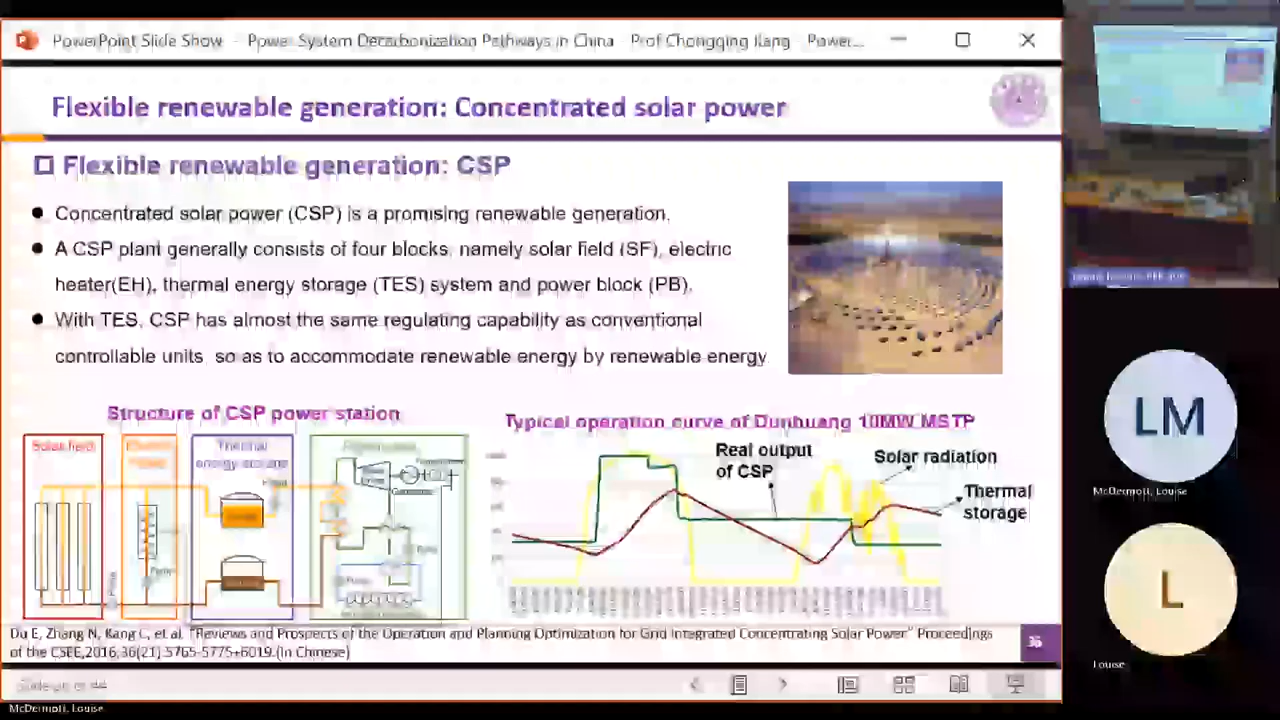 PowerPoint Slide Show - Power System Decarbonization Pathways in China - Prof Chongqing Jiang - Power...
Flexible renewable generation: Concentrated solar power
Flexible renewable generation: CSP
Concentrated solar power (CSP) is a promising renewable generation.
A CSP plant generally consists of four blocks, namely solar field (SF), electric
heater(EH), thermal energy storage (TES) system and power block (PB).
With TES, CSP has almost the same regulating capability as conventional
controllable units so as to accommodate renewable energy by renewable energy
Structure of CSP power station
Solar field
Thermal
energy storage
Typical operation curve of Dunhuang 10MW MSTP
Real output
of CSP
Solar radiation
Thermal
storage
Du E, Zhang N, Kang C, et al. "Reviews and Prospects of the Operation and Planning Optimization for Grid Integrated Concentrating Solar Power" Proceedings
of the CSEE,2016,36(21):5765-5775+6019.(In Chinese)
36
LM
McDermott, Louise
L
Louise
McDermott, Louise